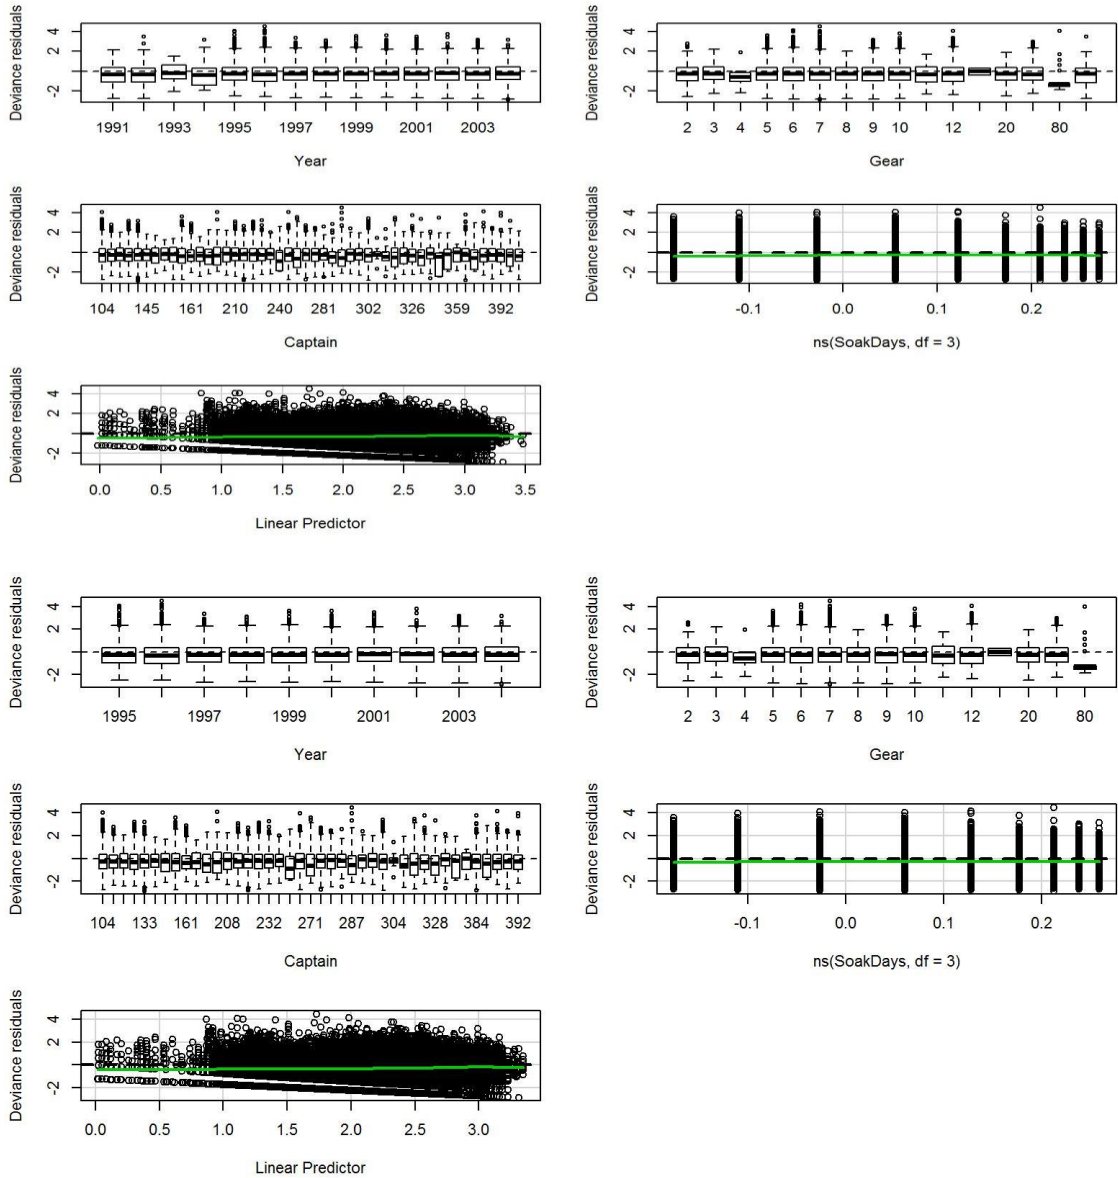 Deviance residuals
4
2
-2
1991 1993 1995 1997 1999 2001 2003
Year
Deviance residuals
4
2
-2
2 3 4 5 6 7 8 9 10 12 20 80
Gear
Deviance residuals
4
2
-2
104 145 161 210 240 281 302 326 359 392
Captain
Deviance residuals
4
2
-2
-0.1 0.0 0.1 0.2
ns(SoakDays, df = 3)
Deviance residuals
4
2
-2
0.0 0.5 1.0 1.5 2.0 2.5 3.0 3.5
Linear Predictor
Deviance residuals
4
2
-2
1995 1997 1999 2001 2003
Year
Deviance residuals
4
2
-2
2 3 4 5 6 7 8 9 10 12 20 80
Gear
Deviance residuals
4
2
-2
104 133 161 208 232 271 287 304 328 384 392
Captain
Deviance residuals
4
2
-2
-0.1 0.0 0.1 0.2
ns(SoakDays, df = 3)
Deviance residuals
4
2
-2
0.0 0.5 1.0 1.5 2.0 2.5 3.0
Linear Predictor